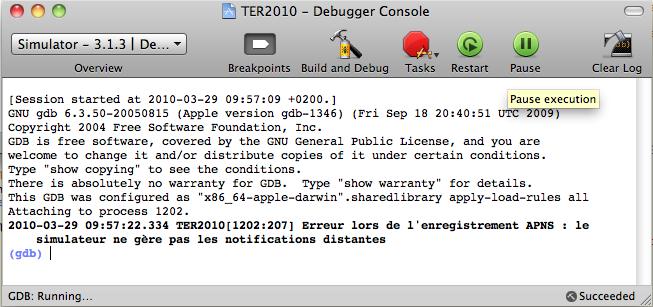 TER2010 - Debugger Console
Simulator - 3.1.3 | De...
Overview
Breakpoints
Build and Debug
Tasks
Restart
Pause
Clear Log
Pause execution
[Session started at 2010-03-29 09:57:09 +0200.]
GNU gdb 6.3.50-20050815 (Apple version gdb-1346) (Fri Sep 18 20:40:51 UTC 2009)
Copyright 2004 Free Software Foundation, Inc.
GDB is free software, covered by the GNU General Public License, and you are
welcome to change it and/or distribute copies of it under certain conditions.
Type "show copying" to see the conditions.
There is absolutely no warranty for GDB.  Type "show warranty" for details.
This GDB was configured as "x86_64-apple-darwin".sharedlibrary apply-load-rules all
Attaching to process 1202.
2010-03-29 09:57:22.334 TER2010[1202:207] Erreur lors de l'enregistrement APNS : le
simulateur ne gère pas les notifications distantes
(gdb)
GDB: Running...
Succeeded